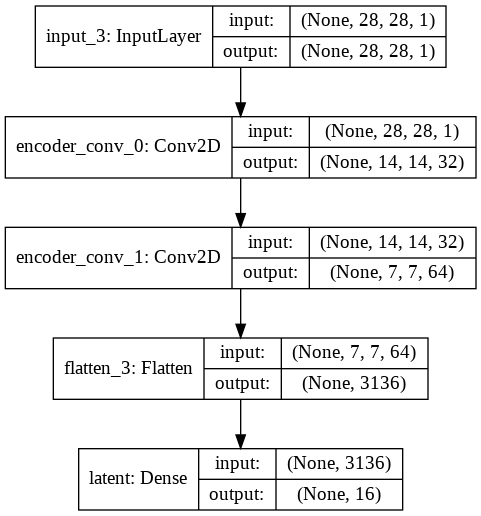 input_3: InputLayer
input: (None, 28, 28, 1)
output: (None, 28, 28, 1)
encoder_conv_0: Conv2D
input: (None, 28, 28, 1)
output: (None, 14, 14, 32)
encoder_conv_1: Conv2D
input: (None, 14, 14, 32)
output: (None, 7, 7, 64)
flatten_3: Flatten
input: (None, 7, 7, 64)
output: (None, 3136)
latent: Dense
input: (None, 3136)
output: (None, 16)